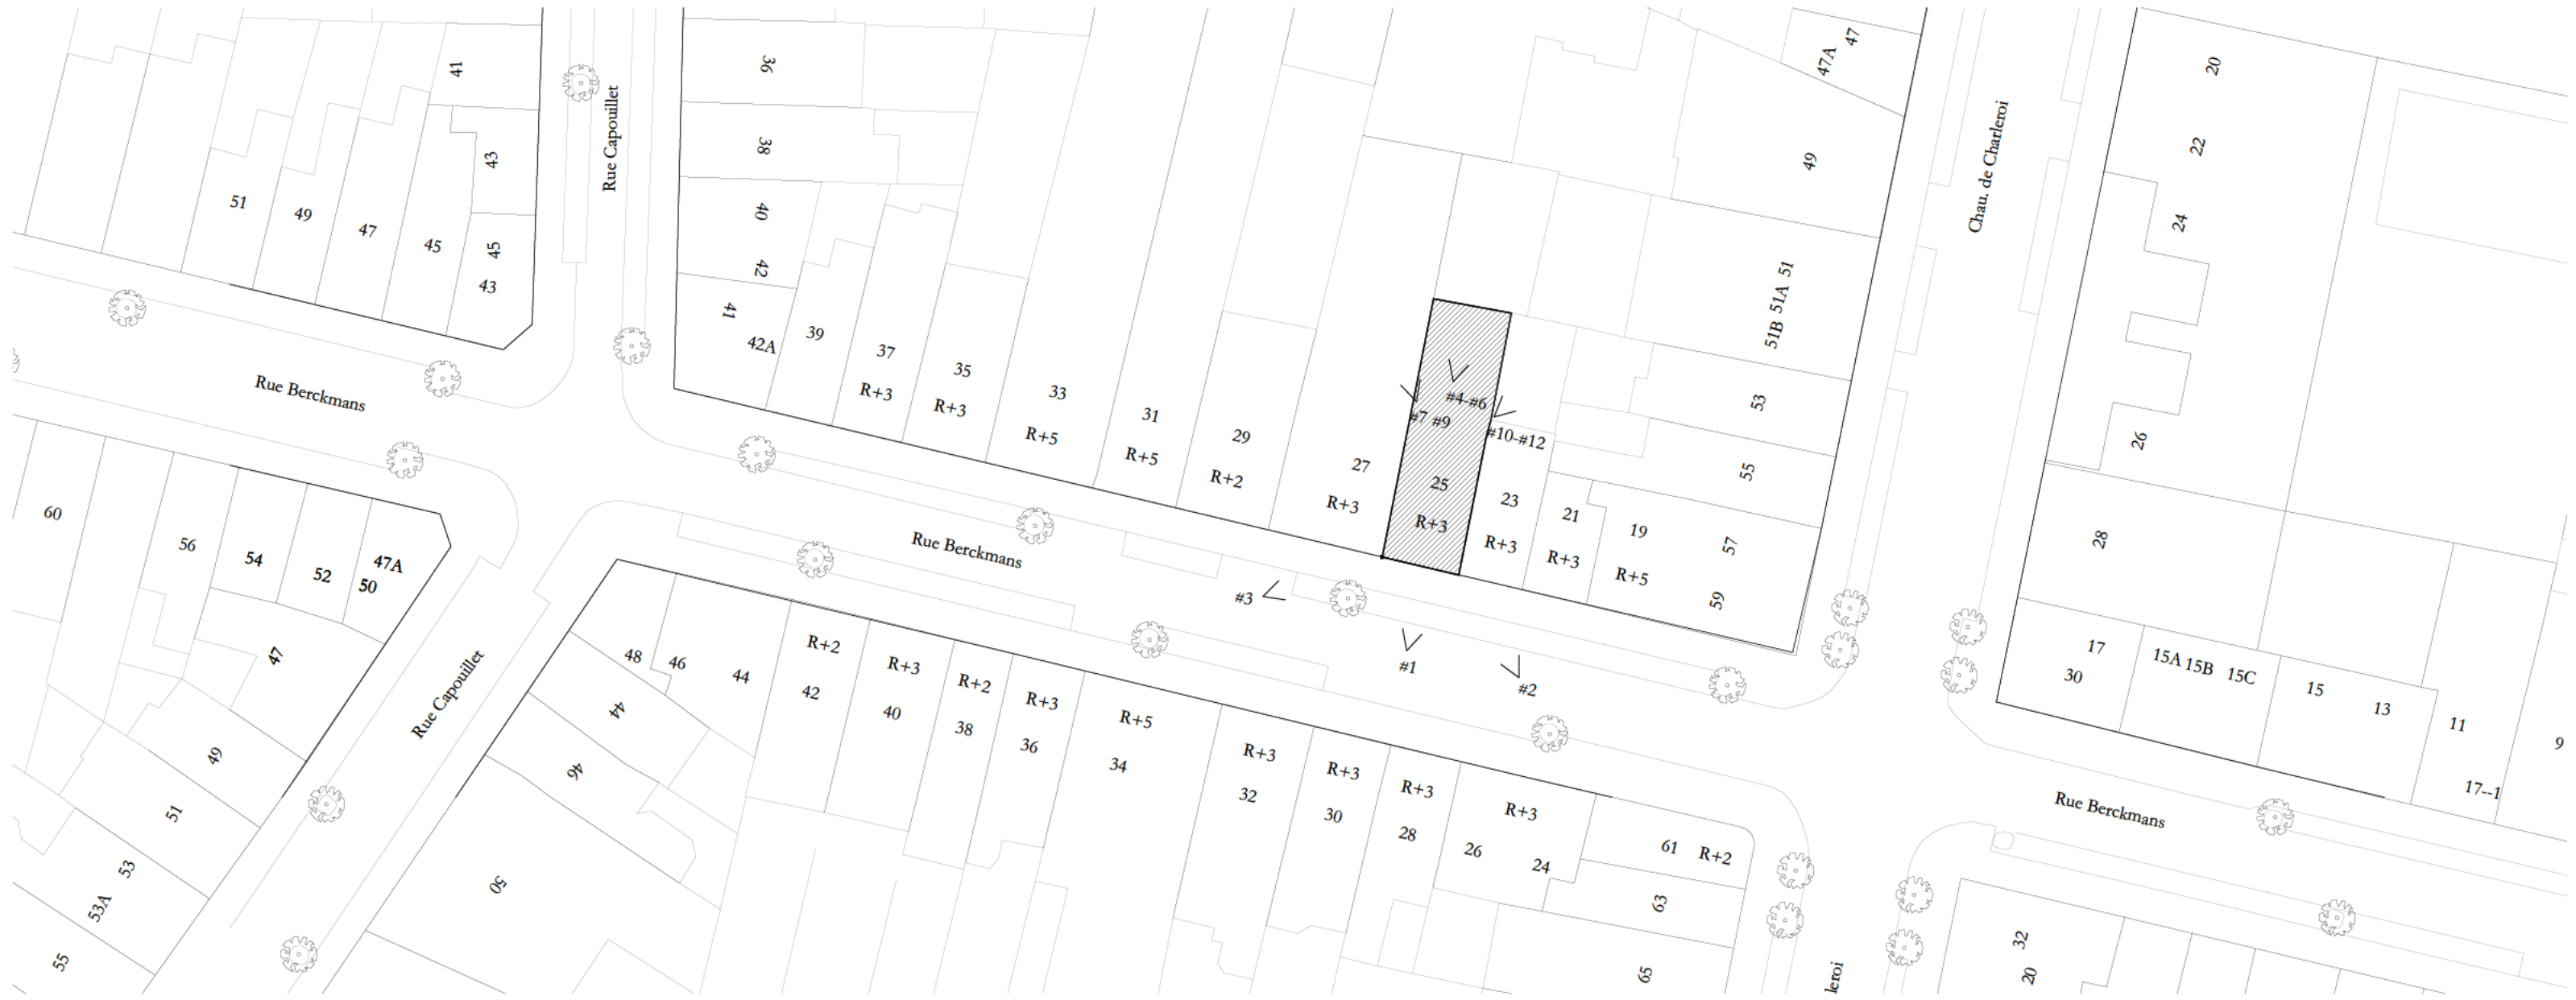 41
43
51
49
47
45
45
43
Rue Capouillet
36
38
40
42
41
42A
39
37
R+3
35
R+3
33
R+5
31
R+5
29
R+2
27
R+3
#4-#6
#7 #9
#10-#12
25
R+3
23
R+3
21
R+3
19
R+5
47A 47
49
51B 51A 51
53
55
57
59
Chau. de Charleroi
20
22
24
26
28
17
30
15A 15B 15C
15
13
11
9
17--1
Rue Berckmans
60
56
54
52
47A
50
47
49
51
53
53A
55
Rue Capouillet
Rue Berckmans
#3
#1
#2
48
46
44
44
46
50
R+2
42
R+3
40
R+2
38
R+3
36
R+5
34
R+3
32
R+3
30
R+3
28
R+3
26
24
61 R+2
63
65
leroi
Rue Berckmans
32
20